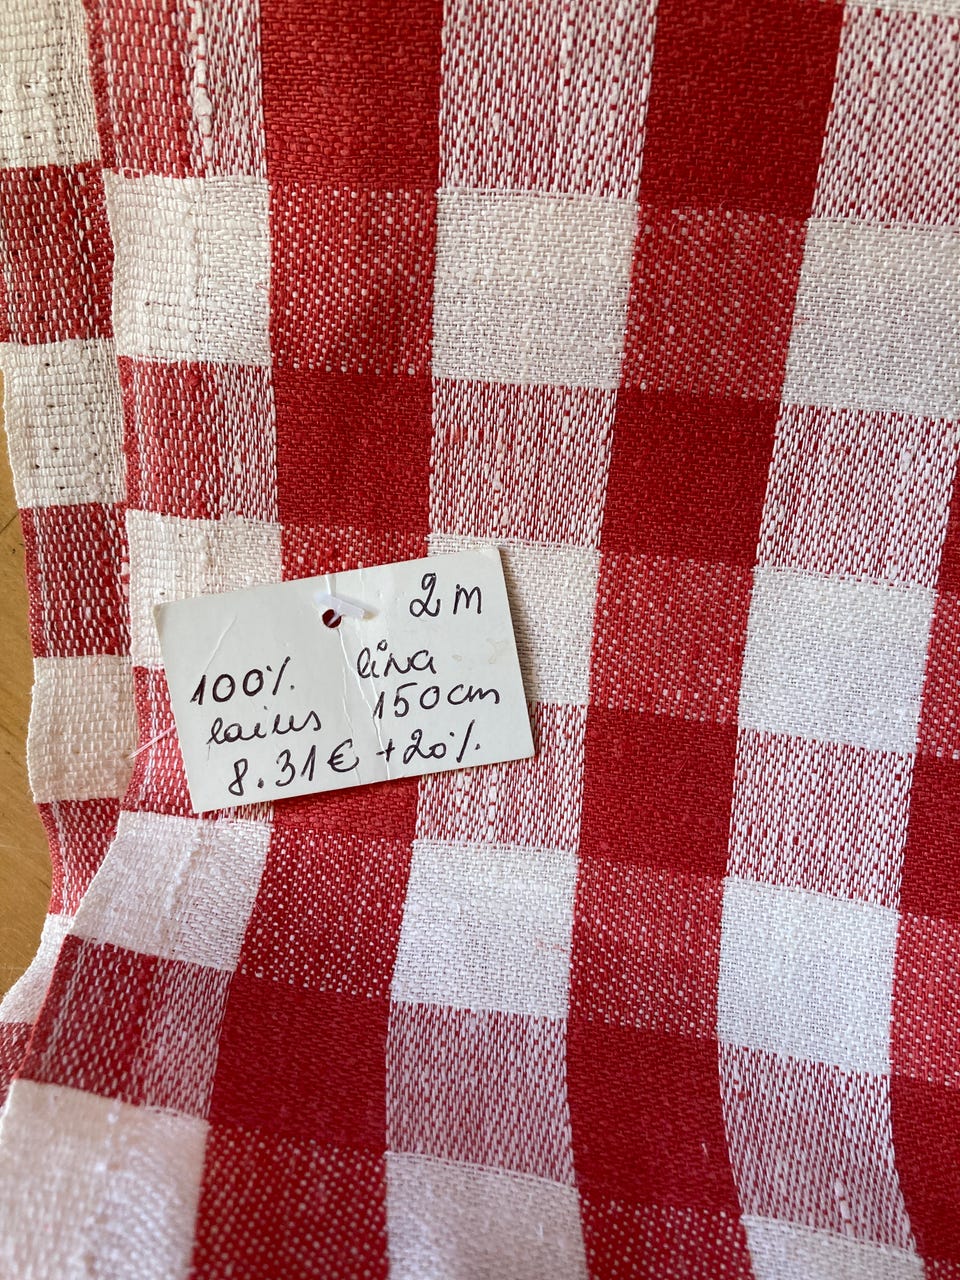 2m
100% lina
laius 150cm
8.31€ +20%